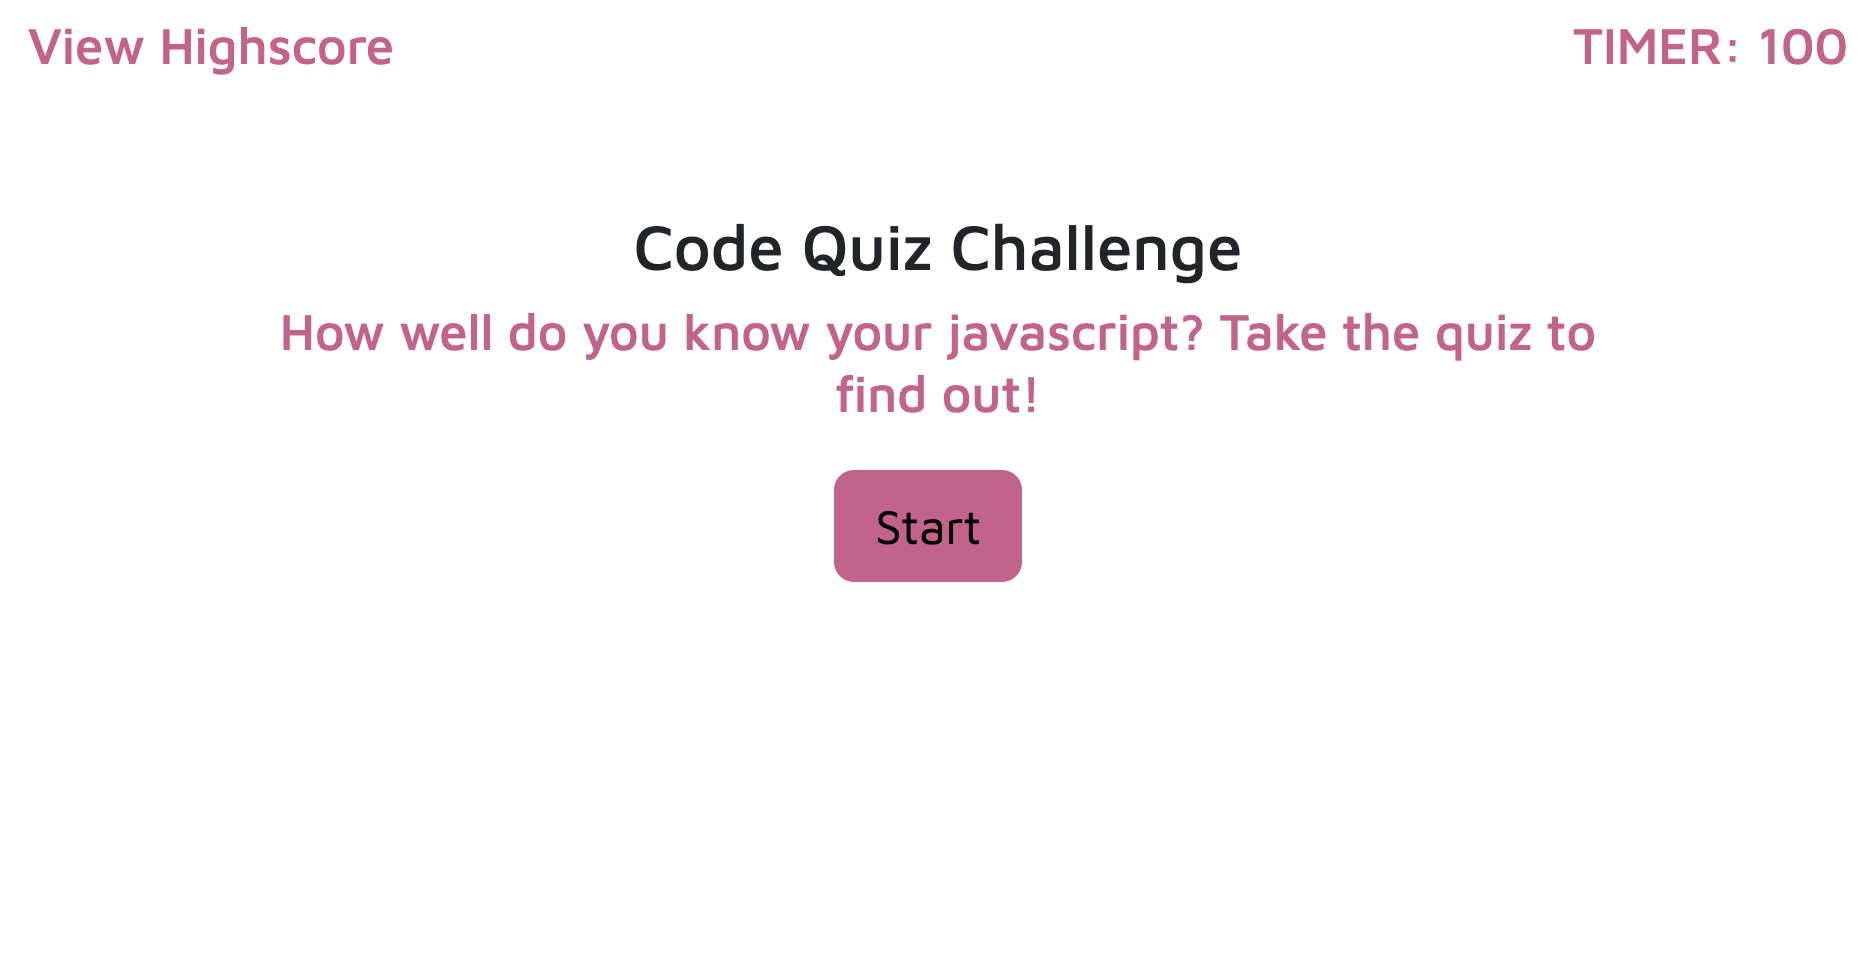 View Highscore
TIMER: 100
Code Quiz Challenge
How well do you know your javascript? Take the quiz to
find out!
Start